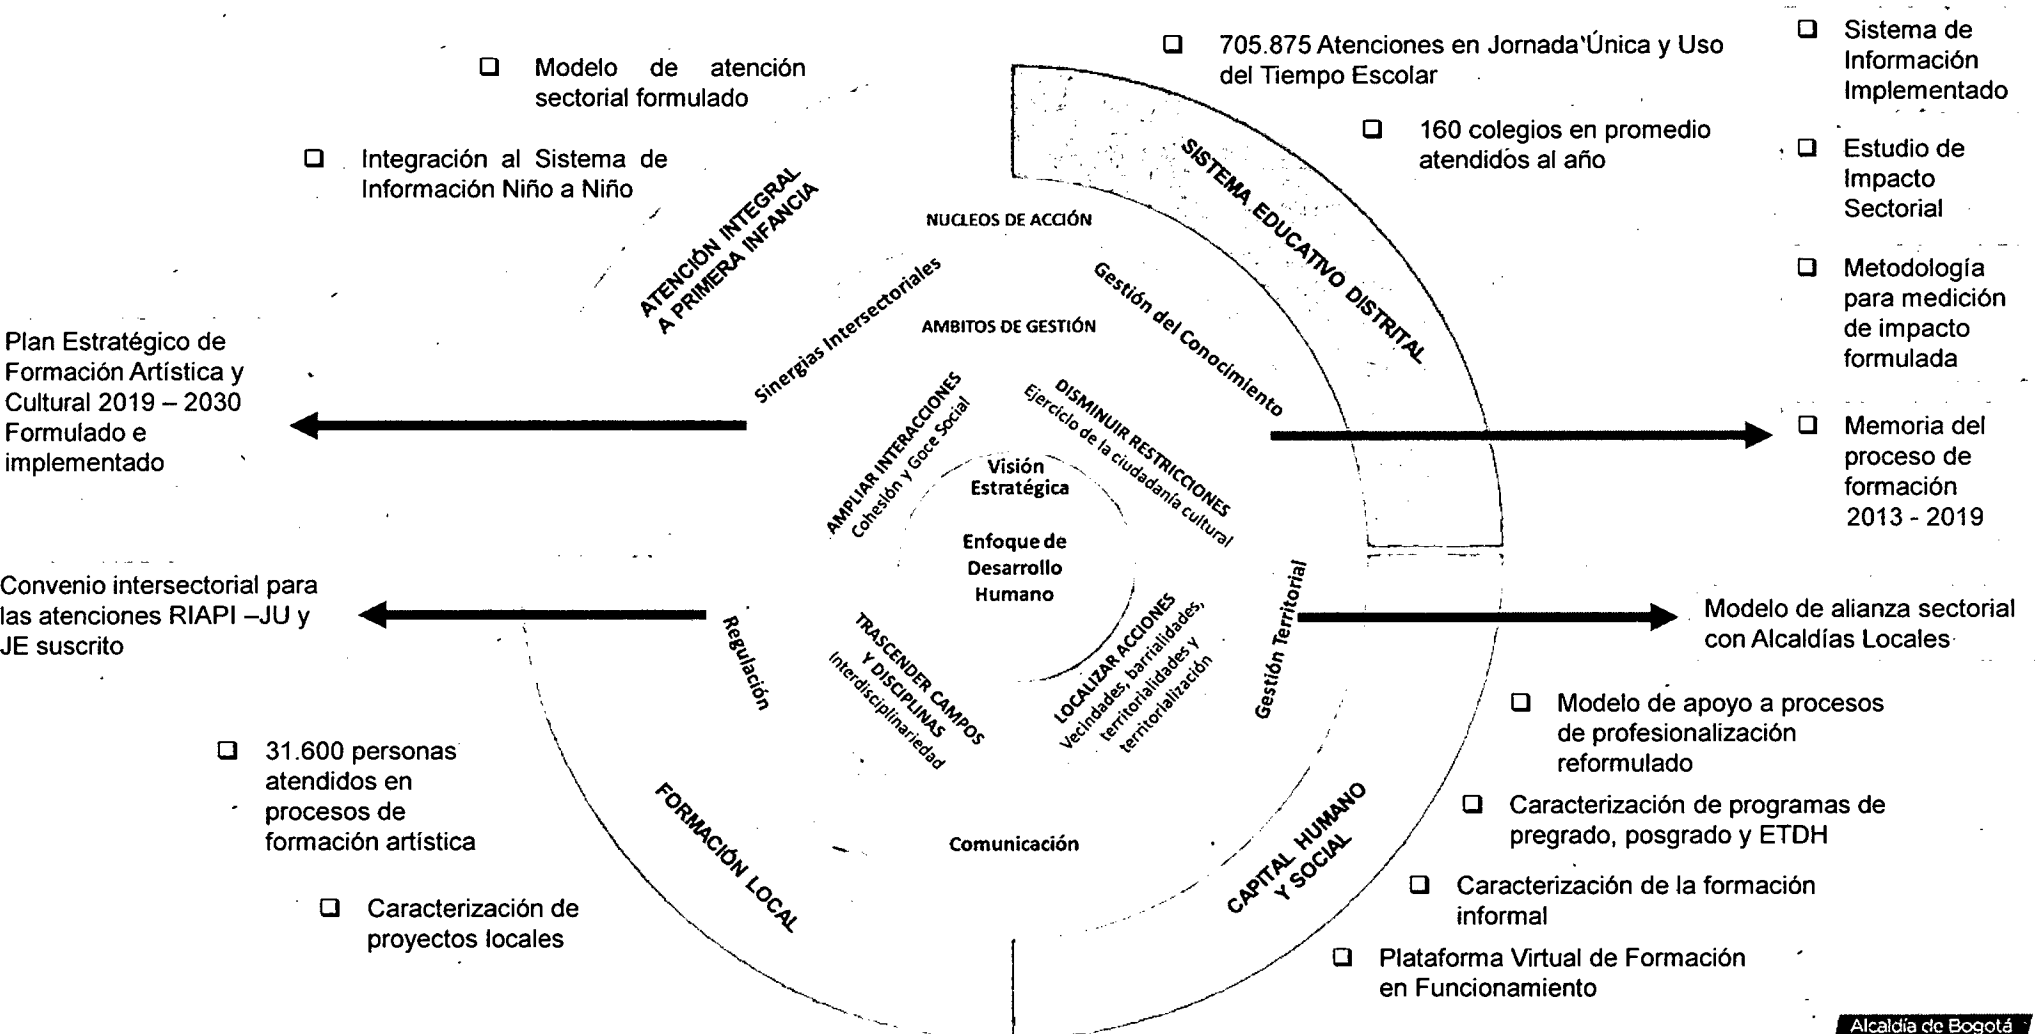 ❑ Modelo de atención
sectorial formulado
❑ Integración al Sistema de
Información Niño a Niño
ATENCIÓN INTEGRAL
A PRIMERA INFANCIA
❑ 705.875 Atenciones en Jornada Única y Uso
del Tiempo Escolar
❑ 160 colegios en promedio
atendidos al año
SISTEMA EDUCATIVO DISTRITAL
❑ Sistema de
Información
Implementado
❑ Estudio de
Impacto
Sectorial
❑ Metodología
para medición
de impacto
formulada
❑ Memoria del
proceso de
formación
2013 - 2019
NUCLEOS DE ACCIÓN
Sinergias Intersectoriales
Gestión del Conocimiento
AMBITOS DE GESTIÓN
AMPLIAR INTERACCIONES
Cohesión y Goce Social
DISMINUIR RESTRICCIONES
Ejercicio de la ciudadanía cultural
Visión
Estratégica
Enfoque de
Desarrollo
Humano
Plan Estratégico de
Formación Artística y
Cultural 2019 – 2030
Formulado e
implementado
Convenio intersectorial para
las atenciones RIAPI –JU y
JE suscrito
Regulación
TRASCENDER CAMPOS
Y DISCIPLINAS
Interdisciplinariedad
LOCALIZAR ACCIONES
Vecindades, barrialidades,
territorialidades y
territorialización
Gestión Territorial
Modelo de alianza sectorial
con Alcaldías Locales
❑ 31.600 personas
atendidos en
procesos de
formación artística
❑ Caracterización de
proyectos locales
FORMACIÓN LOCAL
Comunicación
CAPITAL HUMANO
Y SOCIAL
❑ Modelo de apoyo a procesos
de profesionalización
reformulado
❑ Caracterización de programas de
pregrado, posgrado y ETDH
❑ Caracterización de la formación
informal
❑ Plataforma Virtual de Formación
en Funcionamiento
Alcaldía de Bogotá